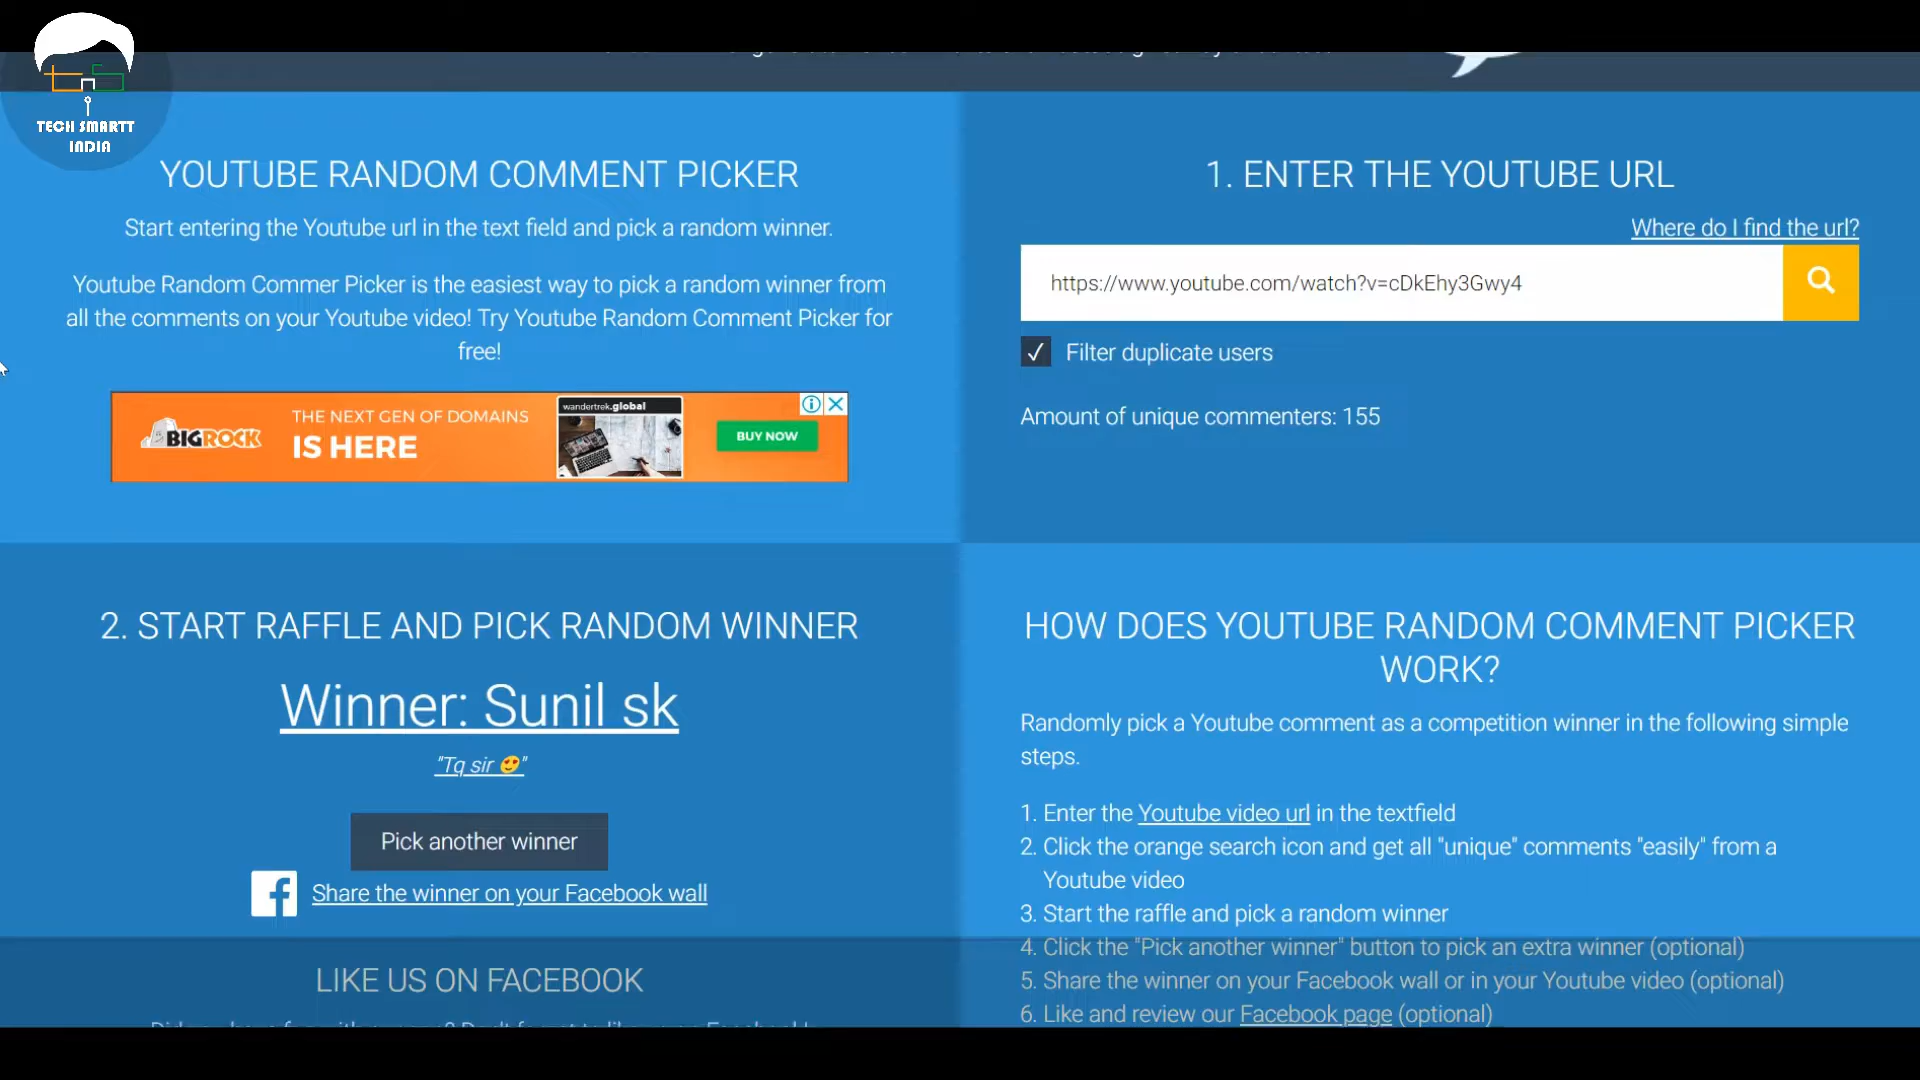 TECH SMARTT
INDIA
YOUTUBE RANDOM COMMENT PICKER
Start entering the Youtube url in the text field and pick a random winner.
Youtube Random Commer Picker is the easiest way to pick a random winner from
all the comments on your Youtube video! Try Youtube Random Comment Picker for
free!
BIGROCK
THE NEXT GEN OF DOMAINS
IS HERE
wandertrek.global
BUY NOW
1. ENTER THE YOUTUBE URL
Where do I find the url?
https://www.youtube.com/watch?v=cDkEhy3Gwy4
Filter duplicate users
Amount of unique commenters: 155
2. START RAFFLE AND PICK RANDOM WINNER
Winner: Sunil sk
"Tq sir 😍"
Pick another winner
Share the winner on your Facebook wall
LIKE US ON FACEBOOK
HOW DOES YOUTUBE RANDOM COMMENT PICKER
WORK?
Randomly pick a Youtube comment as a competition winner in the following simple
steps.
1. Enter the Youtube video url in the textfield
2. Click the orange search icon and get all "unique" comments "easily" from a
Youtube video
3. Start the raffle and pick a random winner
4. Click the "Pick another winner" button to pick an extra winner (optional)
5. Share the winner on your Facebook wall or in your Youtube video (optional)
6. Like and review our Facebook page (optional)